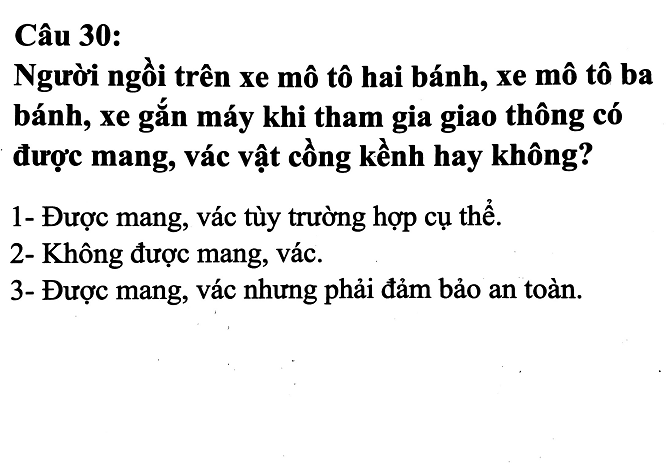 Câu 30:
Người ngồi trên xe mô tô hai bánh, xe mô tô ba
bánh, xe gắn máy khi tham gia giao thông có
được mang, vác vật cồng kềnh hay không?
1- Được mang, vác tùy trường hợp cụ thể.
2- Không được mang, vác.
3- Được mang, vác nhưng phải đảm bảo an toàn.